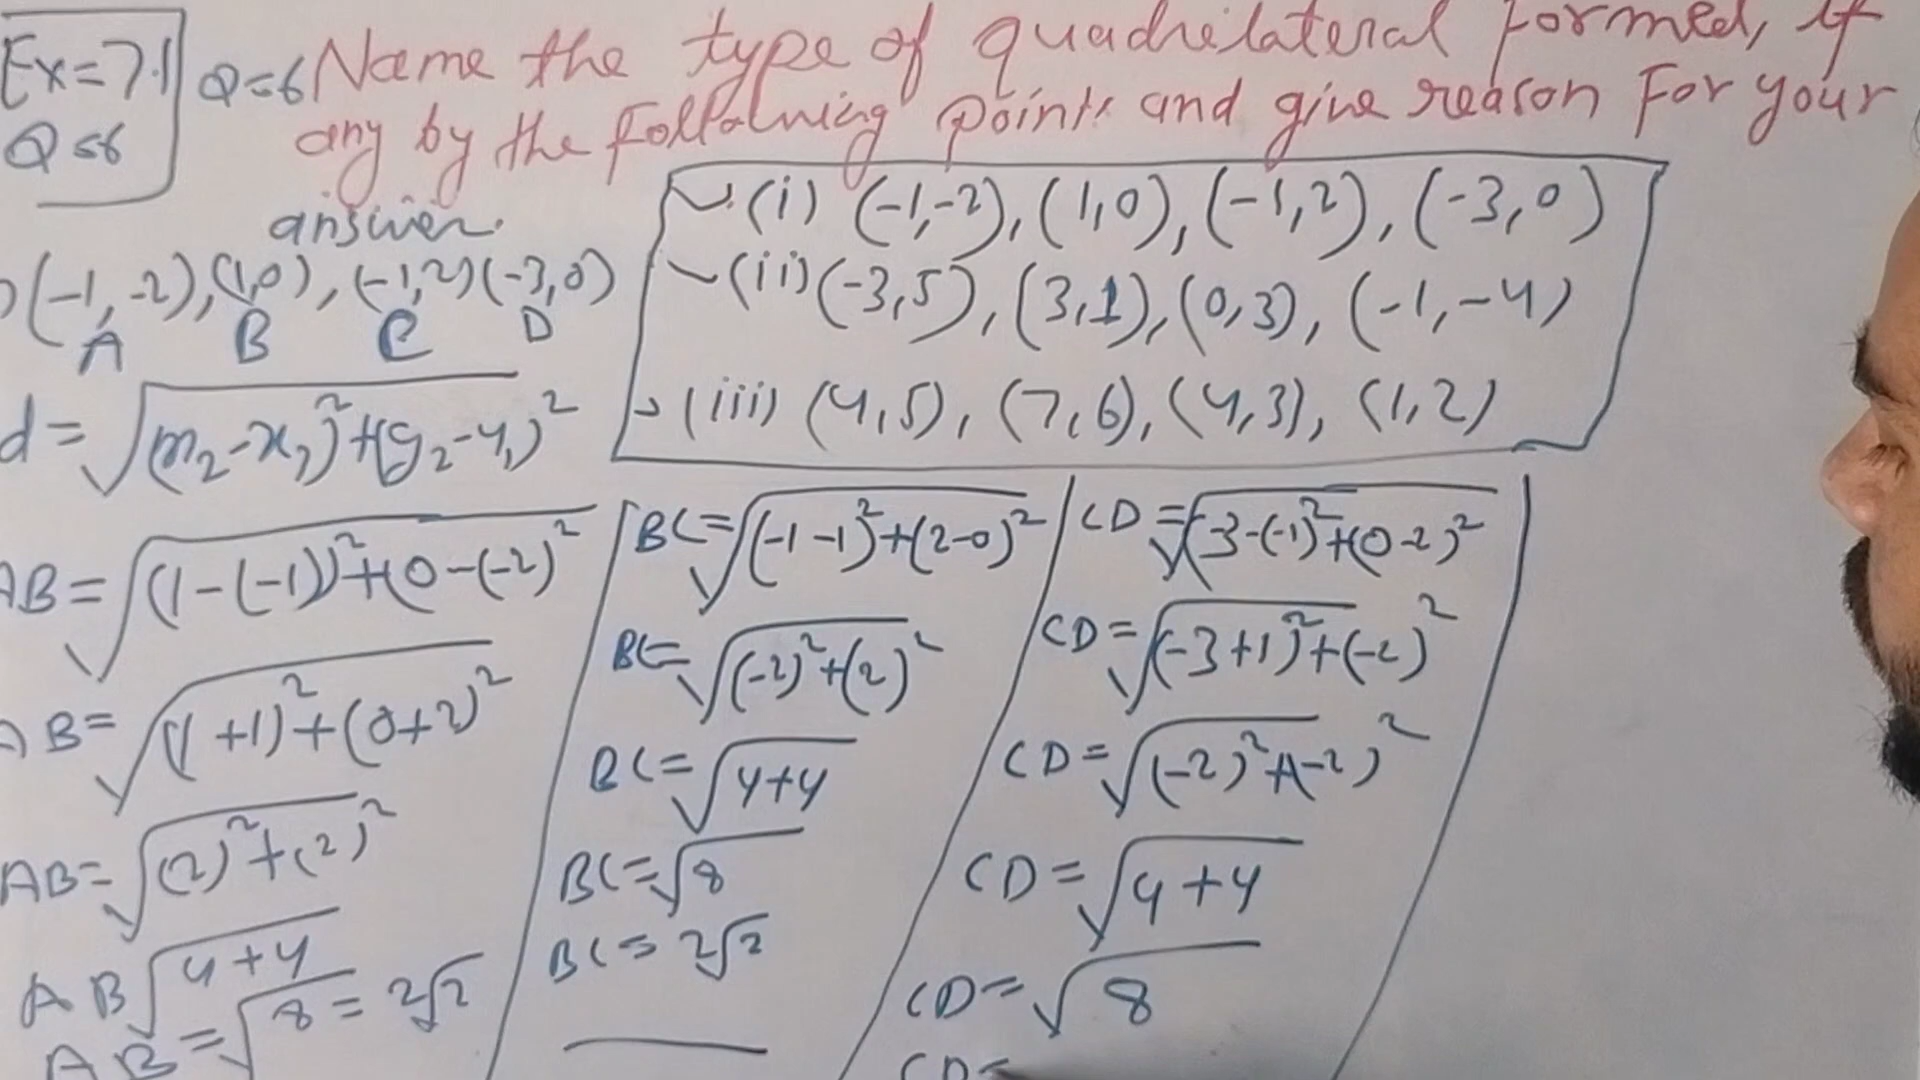 Ex=7.1
Q=6
Q=6 Name the type of quadrilateral formed, if
any by the following points and give reason For your
answer.
(i) (-1,-2), (1,0), (-1,2), (-3,0)
(ii) (-3,5), (3,1), (0,3), (-1,-4)
(iii) (4,5), (7,6), (4,3), (1,2)
(-1,-2), (1,0), (-1,2) (-3,0)
A B C D
d=√(x₂-x₁)²+(y₂-y₁)²
AB=√(1-(-1))²+(0-(-2)²
AB=√(1+1)²+(0+2)²
AB=√(2)²+(2)²
AB√4+4
AB=√8=2√2
BC=√(-1-1)²+(2-0)²
BC=√(-2)²+(2)²
BC=√4+4
BC=√8
BC=2√2
CD=√(-3-(-1)²+(0-2)²
CD=√(-3+1)²+(-2)²
CD=√(-2)²+(-2)²
CD=√4+4
CD=√8
CD=